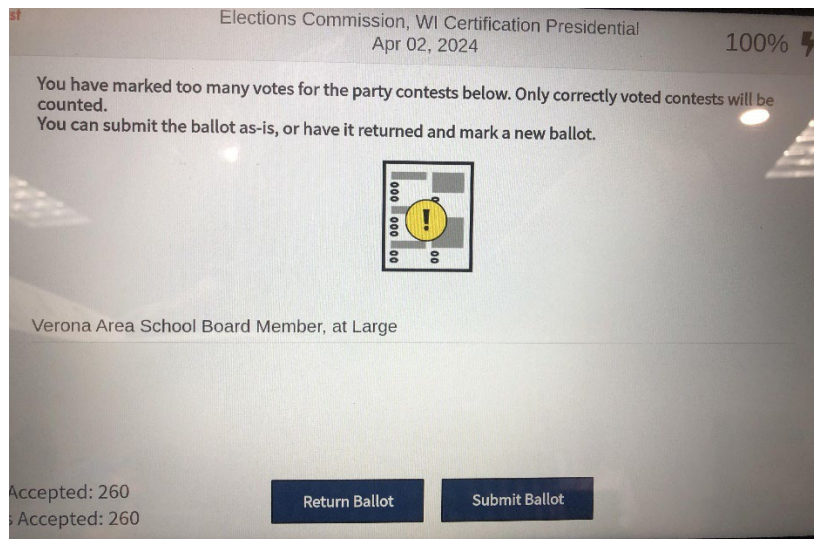 st
Elections Commission, WI Certification Presidential
Apr 02, 2024
100%
You have marked too many votes for the party contests below. Only correctly voted contests will be
counted.
You can submit the ballot as-is, or have it returned and mark a new ballot.
Verona Area School Board Member, at Large
Accepted: 260
s Accepted: 260
Return Ballot
Submit Ballot